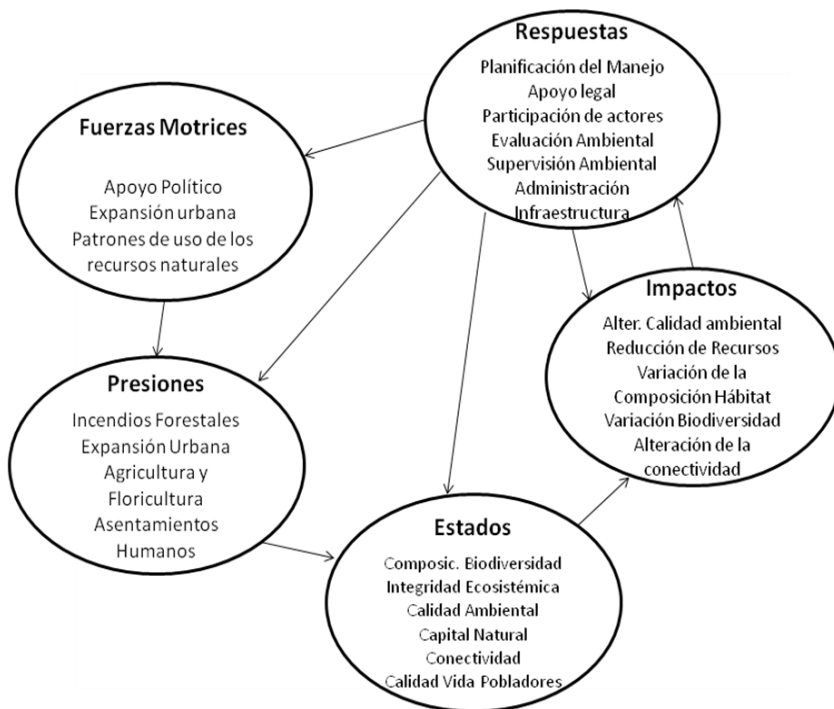 Respuestas
Planificación del Manejo
Apoyo legal
Participación de actores
Evaluación Ambiental
Supervisión Ambiental
Administración
Infraestructura
Fuerzas Motrices
Apoyo Político
Expansión urbana
Patrones de uso de los
recursos naturales
Impactos
Alter. Calidad ambiental
Reducción de Recursos
Variación de la
Composición Hábitat
Variación Biodiversidad
Alteración de la
conectividad
Presiones
Incendios Forestales
Expansión Urbana
Agricultura y
Floricultura
Asentamientos
Humanos
Estados
Composic. Biodiversidad
Integridad Ecosistémica
Calidad Ambiental
Capital Natural
Conectividad
Calidad Vida Pobladores